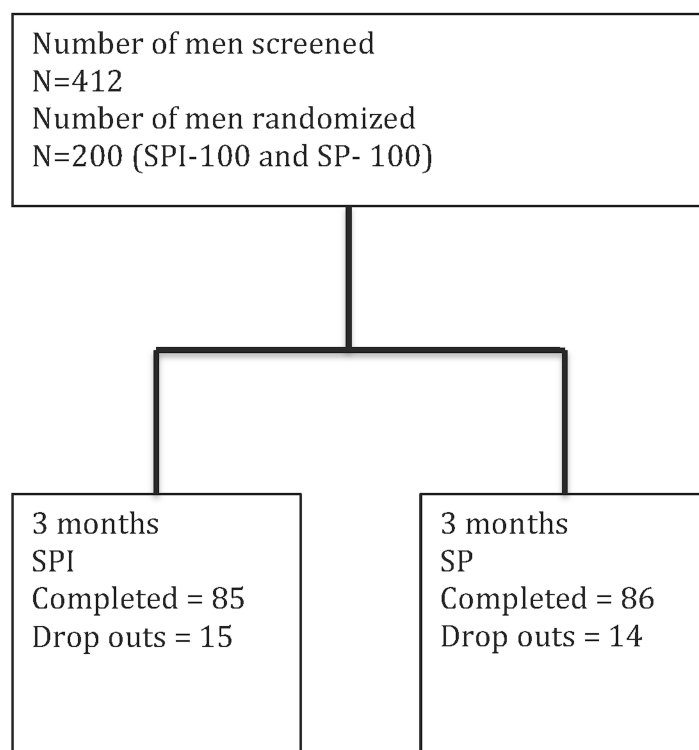 Number of men screened
N=412
Number of men randomized
N=200 (SPI-100 and SP- 100)
3 months
SPI
Completed = 85
Drop outs = 15
3 months
SP
Completed = 86
Drop outs = 14